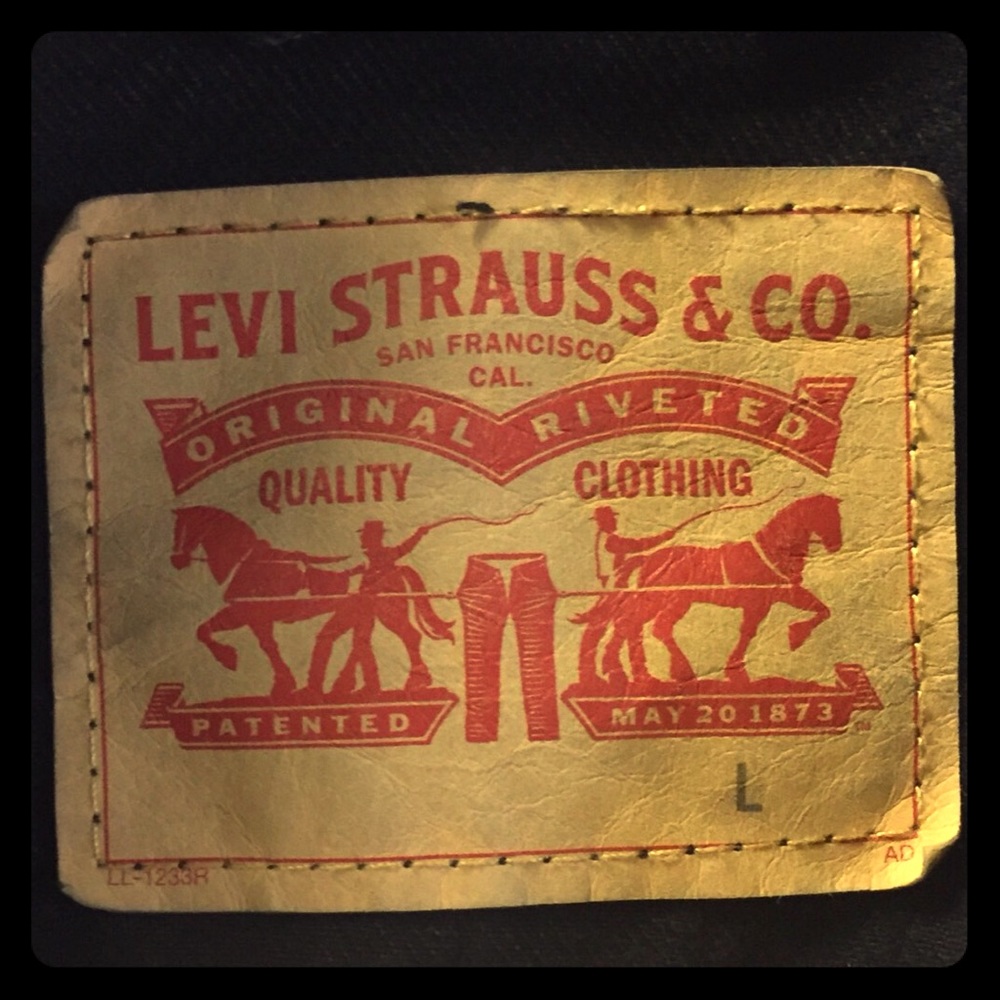 LEVI STRAUSS & CO.
SAN FRANCISCO
CAL.
ORIGINAL RIVETED
QUALITY CLOTHING
PATENTED MAY 20 1873
L
LL-1233R AD